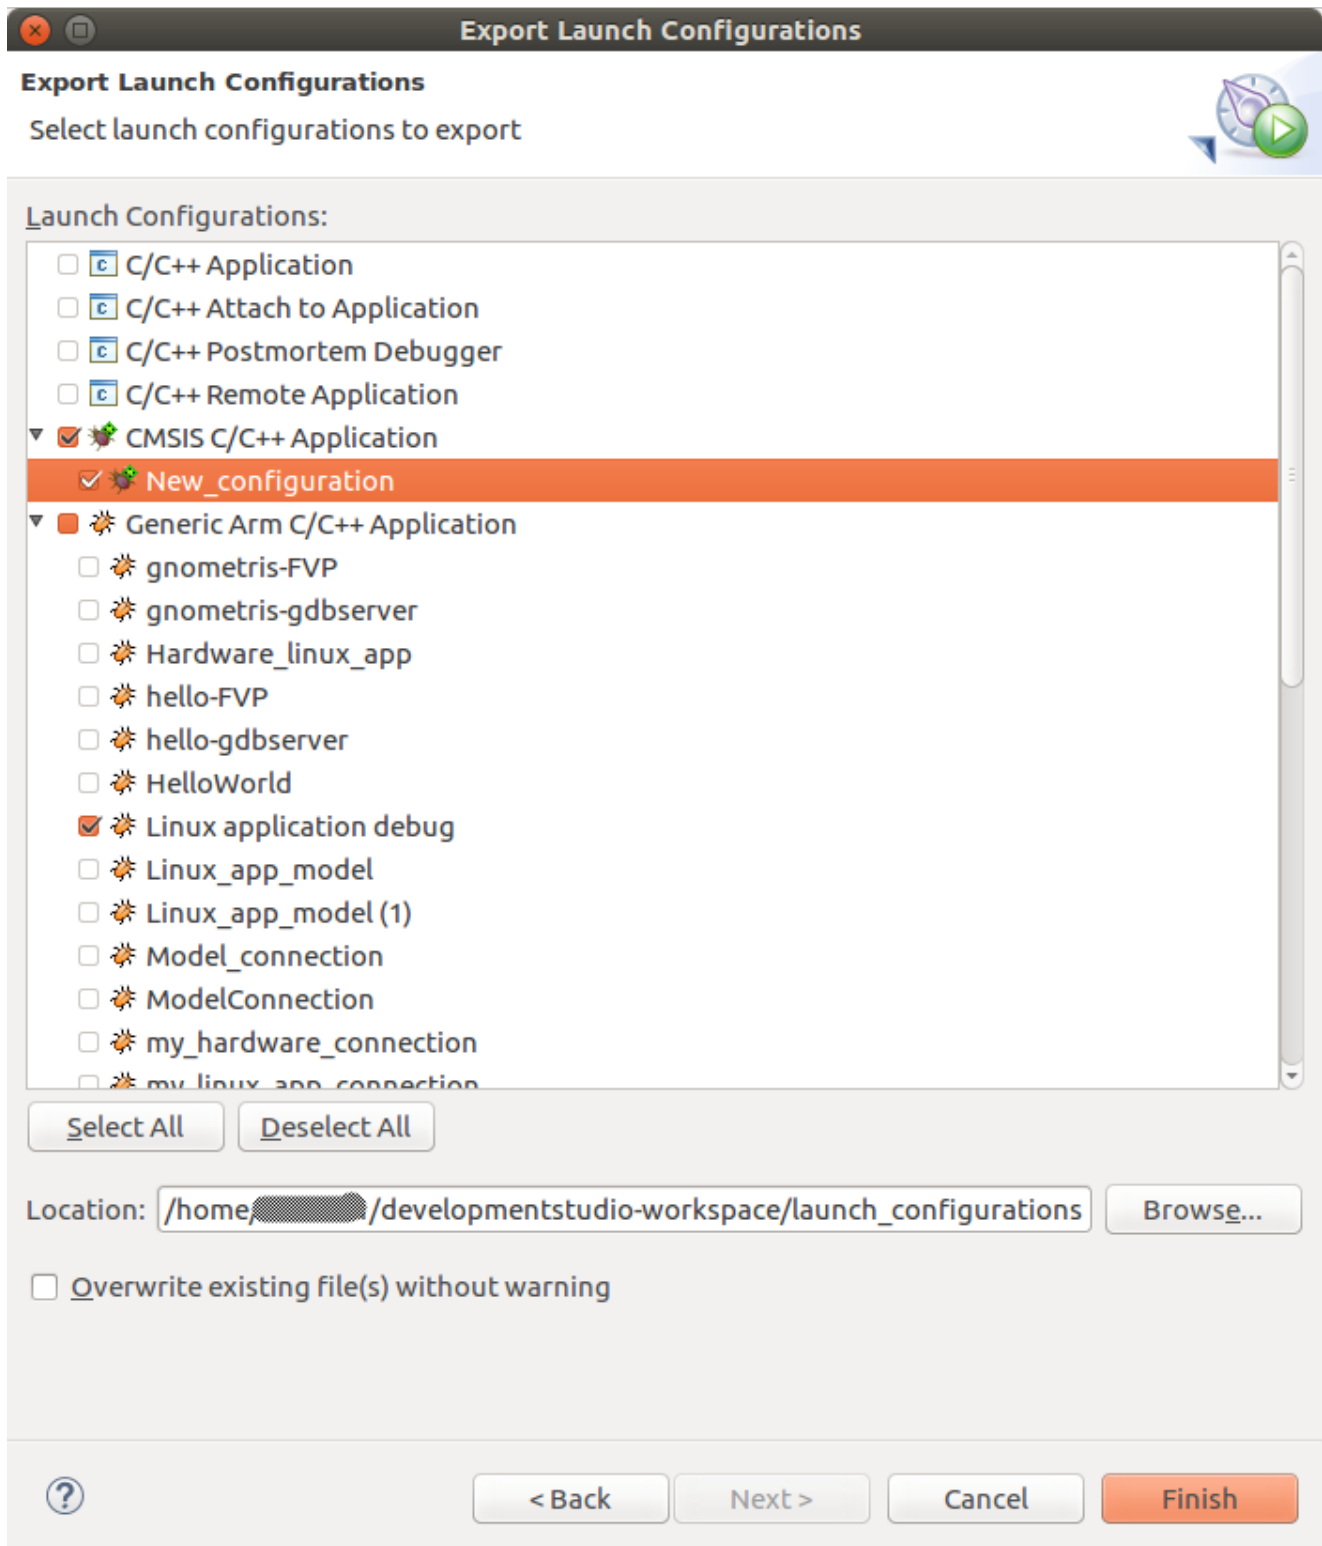 Export Launch Configurations
Export Launch Configurations
Select launch configurations to export
Launch Configurations:
C/C++ Application
C/C++ Attach to Application
C/C++ Postmortem Debugger
C/C++ Remote Application
CMSIS C/C++ Application
New_configuration
Generic Arm C/C++ Application
gnometris-FVP
gnometris-gdbserver
Hardware_linux_app
hello-FVP
hello-gdbserver
HelloWorld
Linux application debug
Linux_app_model
Linux_app_model (1)
Model_connection
ModelConnection
my_hardware_connection
my_linux_app_connection
Select All Deselect All
Location: /home/ /developmentstudio-workspace/launch_configurations Browse...
Overwrite existing file(s) without warning
? < Back Next > Cancel Finish